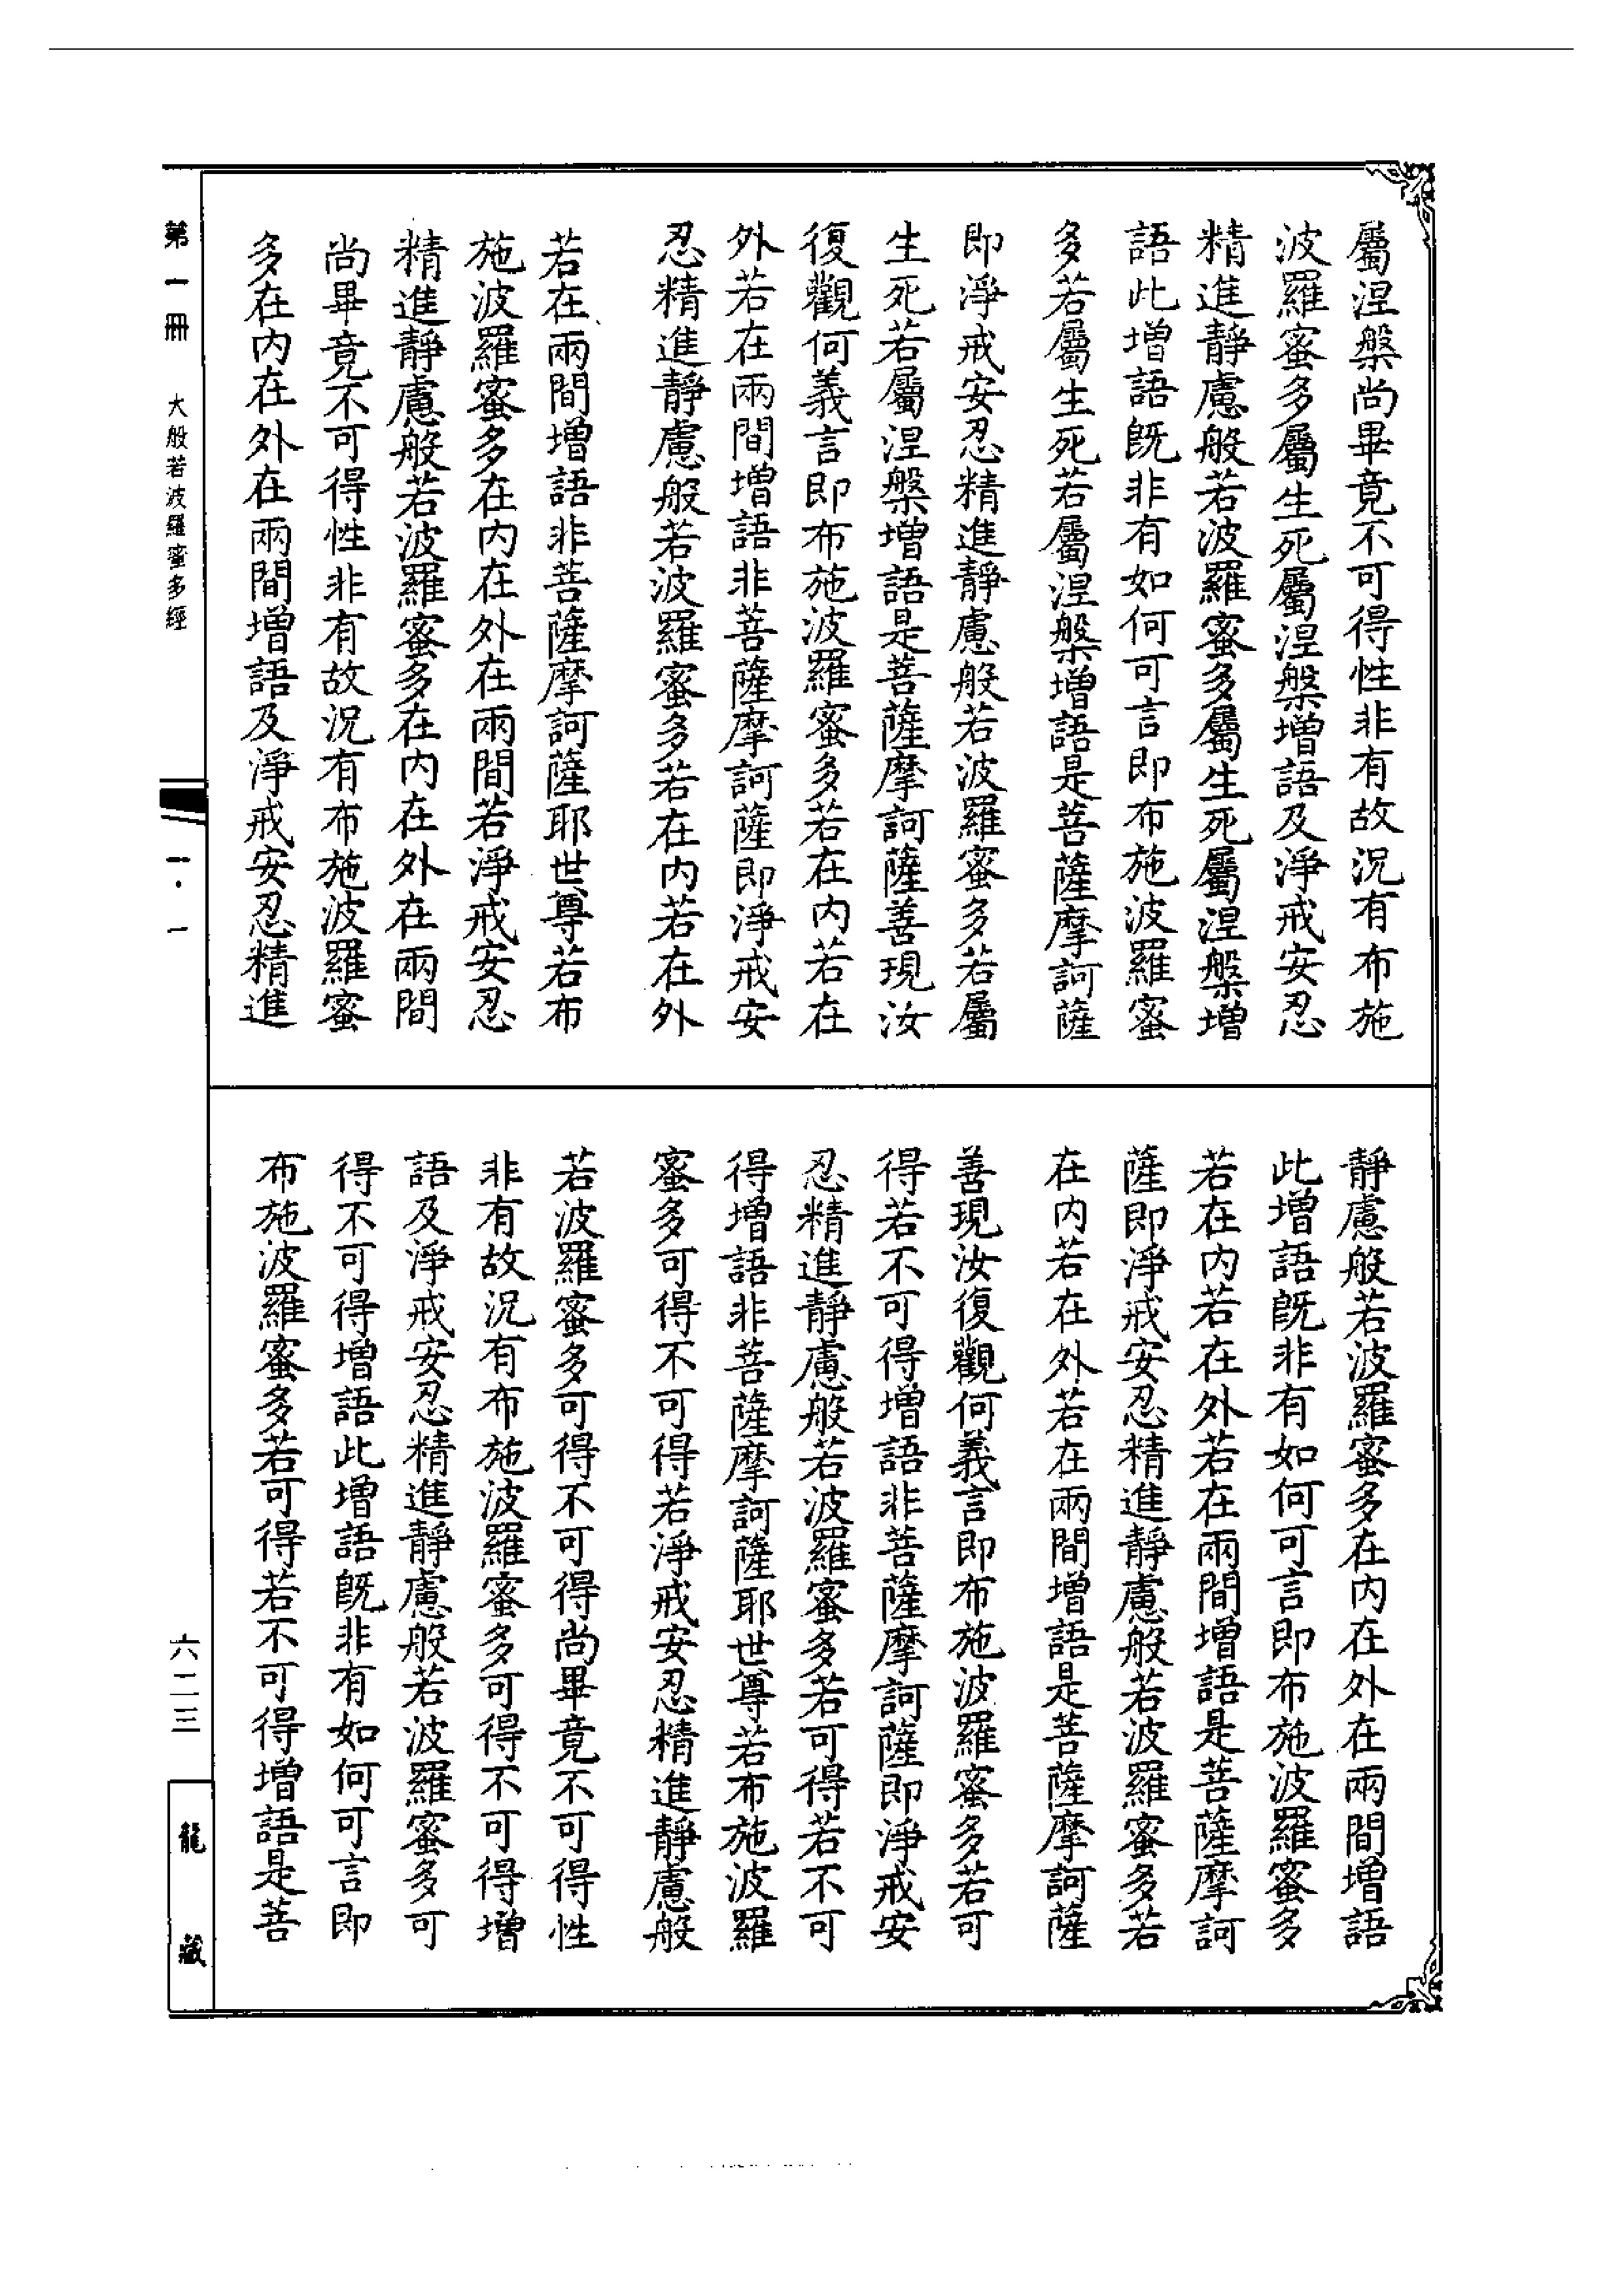 屬涅槃尚畢竟不可得性非有故況有布施
波羅蜜多屬生死屬涅槃增語及淨戒安忍
精進靜慮般若波羅蜜多屬生死屬涅槃增
語此增語既非有如何可言即布施波羅蜜
多若屬生死若屬涅槃增語是菩薩摩訶薩
即淨戒安忍精進靜慮般若波羅蜜多若屬
生死若屬涅槃增語是菩薩摩訶薩善現汝
復觀何義言即布施波羅蜜多若在内若在
外若在兩間增語非菩薩摩訶薩即淨戒安
忍精進靜慮般若波羅蜜多若在内若在外
若在兩間增語非菩薩摩訶薩耶世尊若布
施波羅蜜多在内在外在兩間若淨戒安忍
精進靜慮般若波羅蜜多在内在外在兩間
尚畢竟不可得性非有故況有布施波羅蜜
多在内在外在兩間增語及淨戒安忍精進
靜慮般若波羅蜜多在内在外在兩間增語
此增語既非有如何可言即布施波羅蜜多
若在内若在外若在兩間增語是菩薩摩訶
薩即淨戒安忍精進靜慮般若波羅蜜多若
在内若在外若在兩間增語是菩薩摩訶薩
善現汝復觀何義言即布施波羅蜜多若可
得若不可得增語非菩薩摩訶薩即淨戒安
忍精進靜慮般若波羅蜜多若可得若不可
得增語非菩薩摩訶薩耶世尊若布施波羅
蜜多可得不可得若淨戒安忍精進靜慮般
若波羅蜜多可得不可得尚畢竟不可得性
非有故況有布施波羅蜜多可得不可得增
語及淨戒安忍精進靜慮般若波羅蜜多可
得不可得增語此增語既非有如何可言即
布施波羅蜜多若可得若不可得增語是菩
第一冊 大般若波羅蜜多經 一·一
六二三
龍藏